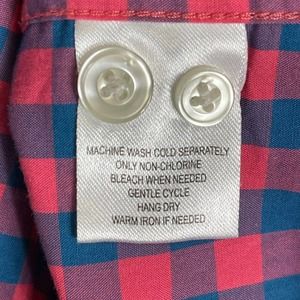 MACHINE WASH COLD SEPARATELY
ONLY NON-CHLORINE
BLEACH WHEN NEEDED
GENTLE CYCLE
HANG DRY
WARM IRON IF NEEDED